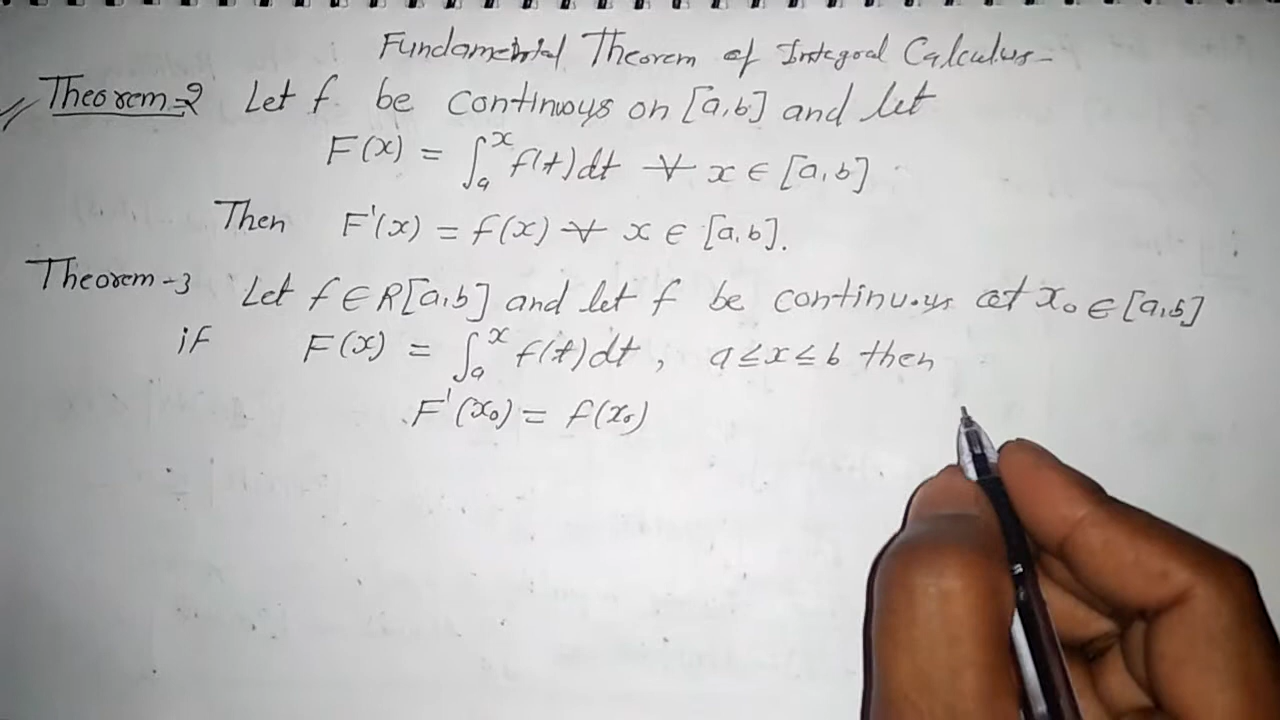 Fundamental Theorem of Integral Calculus-
Theorem-2 Let f be continuous on [a,b] and let
F(x) = ∫ₐˣ f(t)dt ∀ x ∈ [a,b]
Then F'(x) = f(x) ∀ x ∈ [a,b].
Theorem-3 Let f ∈ R[a,b] and let f be continuous at x₀ ∈ [a,b]
if F(x) = ∫ₐˣ f(t)dt, a≤x≤b then
F'(x₀) = f(x₀)